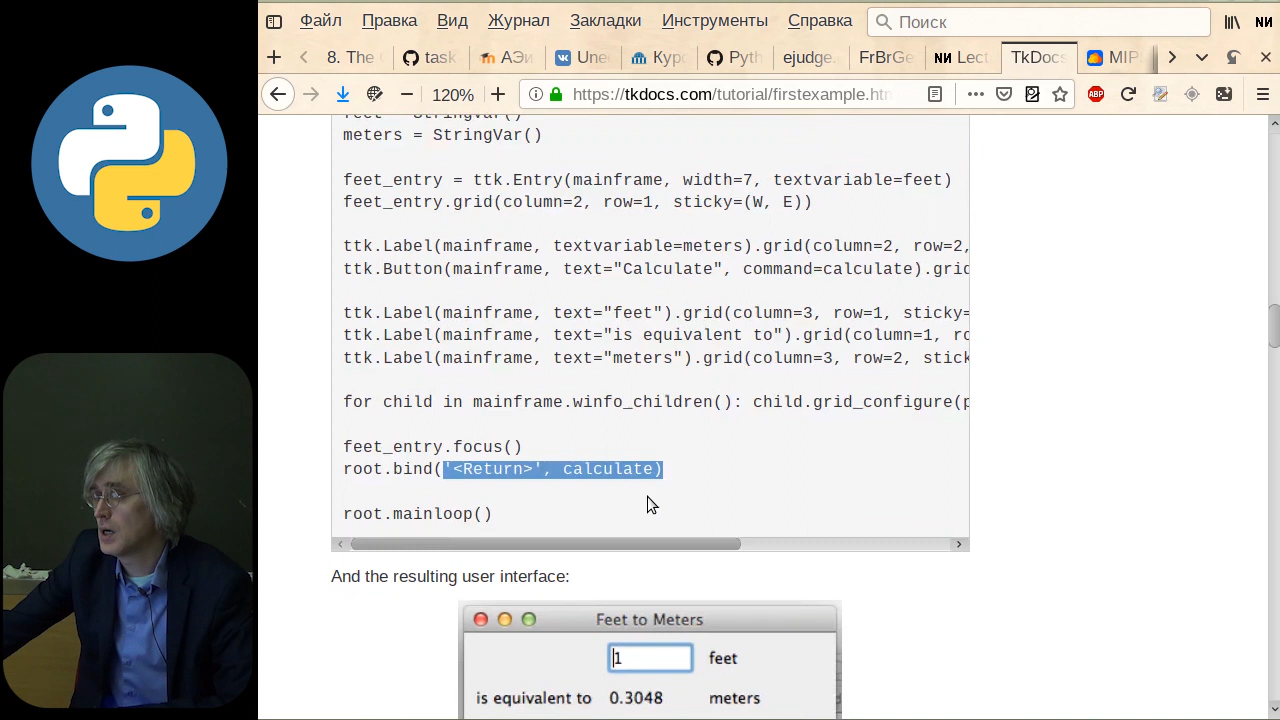 Файл Правка Вид Журнал Закладки Инструменты Справка Поиск
8. The task АЭи Une Кур Pyth ejudge. FrBrGe Lect TkDocs MIP
120% https://tkdocs.com/tutorial/firstexample.htm ABP
meters = StringVar()
feet_entry = ttk.Entry(mainframe, width=7, textvariable=feet)
feet_entry.grid(column=2, row=1, sticky=(W, E))
ttk.Label(mainframe, textvariable=meters).grid(column=2, row=2,
ttk.Button(mainframe, text="Calculate", command=calculate).grid
ttk.Label(mainframe, text="feet").grid(column=3, row=1, sticky=
ttk.Label(mainframe, text="is equivalent to").grid(column=1, ro
ttk.Label(mainframe, text="meters").grid(column=3, row=2, stick
for child in mainframe.winfo_children(): child.grid_configure(p
feet_entry.focus()
root.bind('<Return>', calculate)
root.mainloop()
And the resulting user interface:
Feet to Meters
1 feet
is equivalent to 0.3048 meters